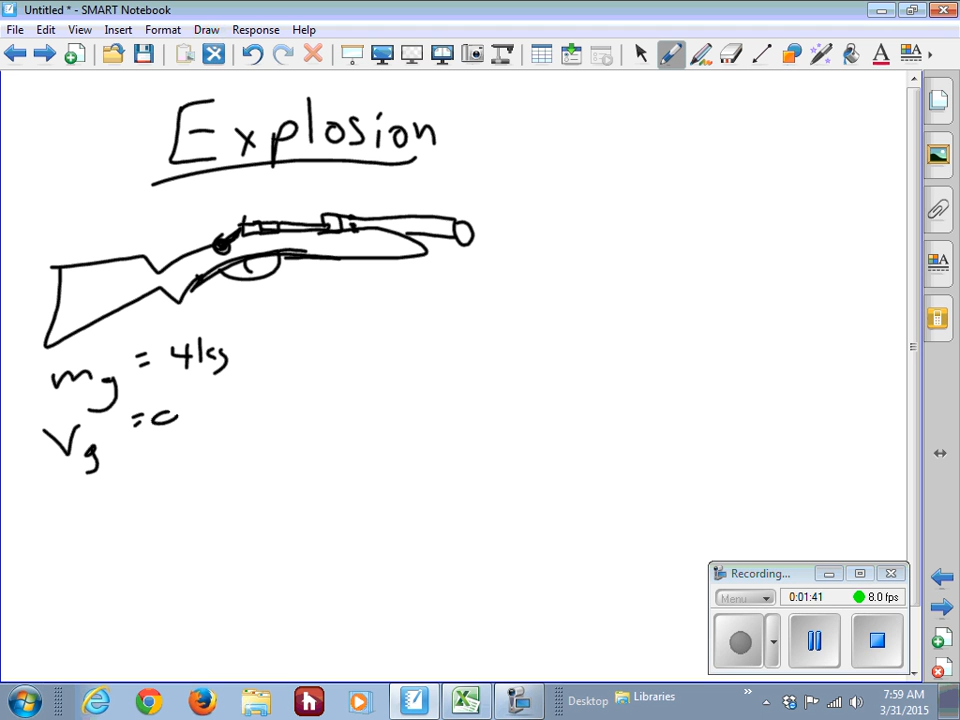 Untitled * - SMART Notebook
File Edit View Insert Format Draw Response Help
Explosion
mg = 4kg
Vg =
Recording...
Menu
0:01:41
8.0 fps
Desktop
Libraries
7:59 AM
3/31/2015